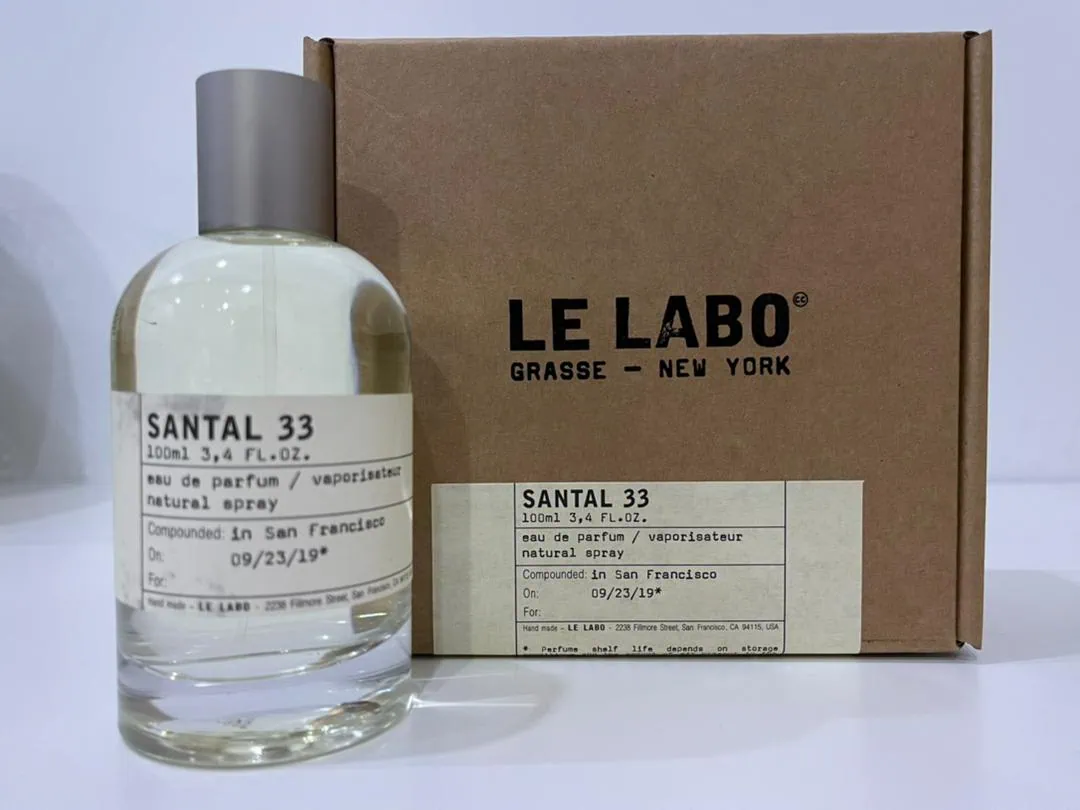 SANTAL 33
100ml 3,4 FL.OZ.
eau de parfum / vaporisateur
natural spray
Compounded: in San Francisco
On: 09/23/19*
For:
Hand made - LE LABO - 2238 Fillmore Street, San Francisco, CA
LE LABO
GRASSE — NEW YORK
SANTAL 33
100ml 3,4 FL.OZ.
eau de parfum / vaporisateur
natural spray
Compounded: in San Francisco
On: 09/23/19*
For:
Hand made - LE LABO - 2238 Fillmore Street, San Francisco, CA 94115, USA
* Perfume shelf life depends on storage